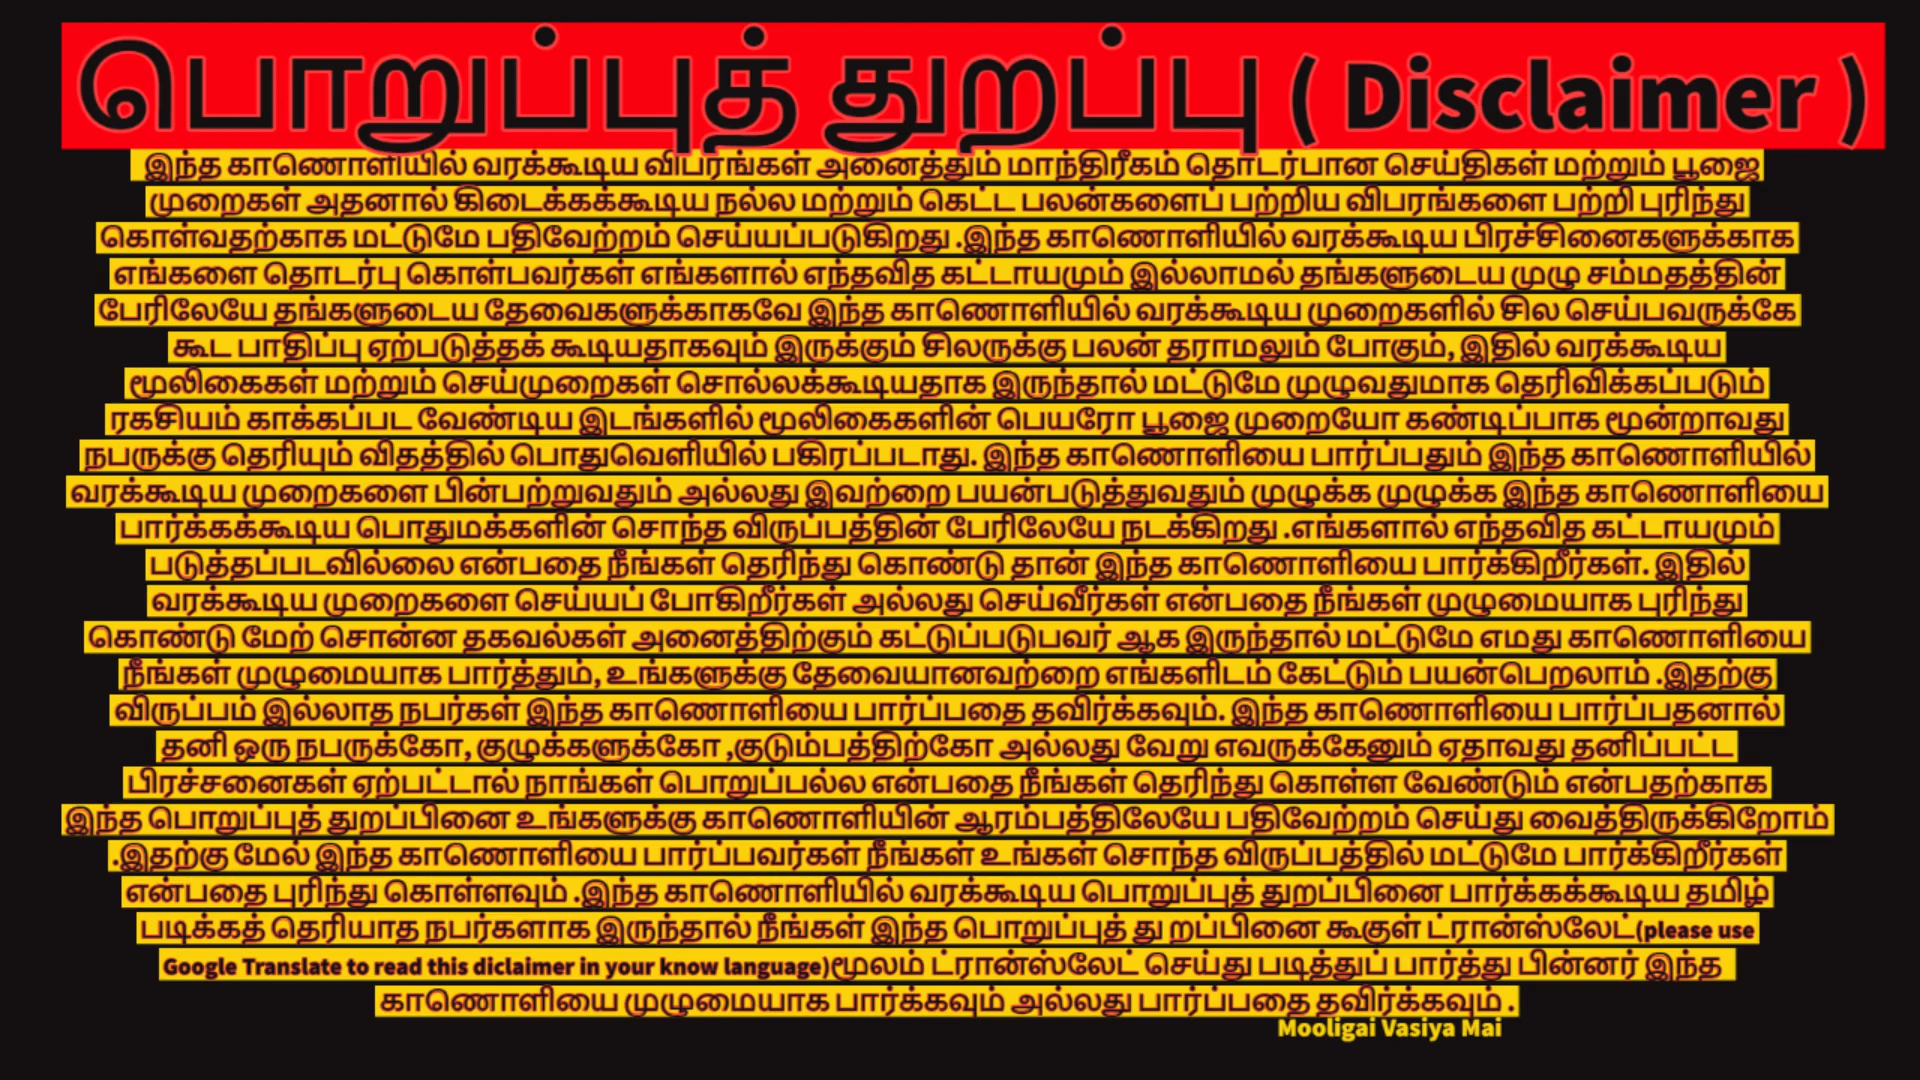 பொறுப்புத் துறப்பு ( Disclaimer )
இந்த காணொளியில் வரக்கூடிய விபரங்கள் அனைத்தும் மாந்திரீகம் தொடர்பான செய்திகள் மற்றும் பூஜை
முறைகள் அதனால் கிடைக்கக்கூடிய நல்ல மற்றும் கெட்ட பலன்களைப் பற்றிய விபரங்களை பற்றி புரிந்து
கொள்வதற்காக மட்டுமே பதிவேற்றம் செய்யப்படுகிறது .இந்த காணொளியில் வரக்கூடிய பிரச்சினைகளுக்காக
எங்களை தொடர்பு கொள்பவர்கள் எங்களால் எந்தவித கட்டாயமும் இல்லாமல் தங்களுடைய முழு சம்மதத்தின்
பேரிலேயே தங்களுடைய தேவைகளுக்காகவே இந்த காணொளியில் வரக்கூடிய முறைகளில் சில செய்பவருக்கே
கூட பாதிப்பு ஏற்படுத்தக் கூடியதாகவும் இருக்கும் சிலருக்கு பலன் தராமலும் போகும், இதில் வரக்கூடிய
மூலிகைகள் மற்றும் செய்முறைகள் சொல்லக்கூடியதாக இருந்தால் மட்டுமே முழுவதுமாக தெரிவிக்கப்படும்
ரகசியம் காக்கப்பட வேண்டிய இடங்களில் மூலிகைகளின் பெயரோ பூஜை முறையோ கண்டிப்பாக மூன்றாவது
நபருக்கு தெரியும் விதத்தில் பொதுவெளியில் பகிரப்படாது. இந்த காணொளியை பார்ப்பதும் இந்த காணொளியில்
வரக்கூடிய முறைகளை பின்பற்றுவதும் அல்லது இவற்றை பயன்படுத்துவதும் முழுக்க முழுக்க இந்த காணொளியை
பார்க்கக்கூடிய பொதுமக்களின் சொந்த விருப்பத்தின் பேரிலேயே நடக்கிறது .எங்களால் எந்தவித கட்டாயமும்
படுத்தப்படவில்லை என்பதை நீங்கள் தெரிந்து கொண்டு தான் இந்த காணொளியை பார்க்கிறீர்கள். இதில்
வரக்கூடிய முறைகளை செய்யப் போகிறீர்கள் அல்லது செய்வீர்கள் என்பதை நீங்கள் முழுமையாக புரிந்து
கொண்டு மேற் சொன்ன தகவல்கள் அனைத்திற்கும் கட்டுப்படுபவர் ஆக இருந்தால் மட்டுமே எமது காணொளியை
நீங்கள் முழுமையாக பார்த்தும், உங்களுக்கு தேவையானவற்றை எங்களிடம் கேட்டும் பயன்பெறலாம் .இதற்கு
விருப்பம் இல்லாத நபர்கள் இந்த காணொளியை பார்ப்பதை தவிர்க்கவும். இந்த காணொளியை பார்ப்பதனால்
தனி ஒரு நபருக்கோ, குழுக்களுக்கோ ,குடும்பத்திற்கோ அல்லது வேறு எவருக்கேனும் ஏதாவது தனிப்பட்ட
பிரச்சனைகள் ஏற்பட்டால் நாங்கள் பொறுப்பல்ல என்பதை நீங்கள் தெரிந்து கொள்ள வேண்டும் என்பதற்காக
இந்த பொறுப்புத் துறப்பினை உங்களுக்கு காணொளியின் ஆரம்பத்திலேயே பதிவேற்றம் செய்து வைத்திருக்கிறோம்
.இதற்கு மேல் இந்த காணொளியை பார்ப்பவர்கள் நீங்கள் உங்கள் சொந்த விருப்பத்தில் மட்டுமே பார்க்கிறீர்கள்
என்பதை புரிந்து கொள்ளவும் .இந்த காணொளியில் வரக்கூடிய பொறுப்புத் துறப்பினை பார்க்கக்கூடிய தமிழ்
படிக்கத் தெரியாத நபர்களாக இருந்தால் நீங்கள் இந்த பொறுப்புத் து றப்பினை கூகுள் ட்ரான்ஸ்லேட்(please use
Google Translate to read this diclaimer in your know language)மூலம் ட்ரான்ஸ்லேட் செய்து படித்துப் பார்த்து பின்னர் இந்த
காணொளியை முழுமையாக பார்க்கவும் அல்லது பார்ப்பதை தவிர்க்கவும் .
Mooligai Vasiya Mai